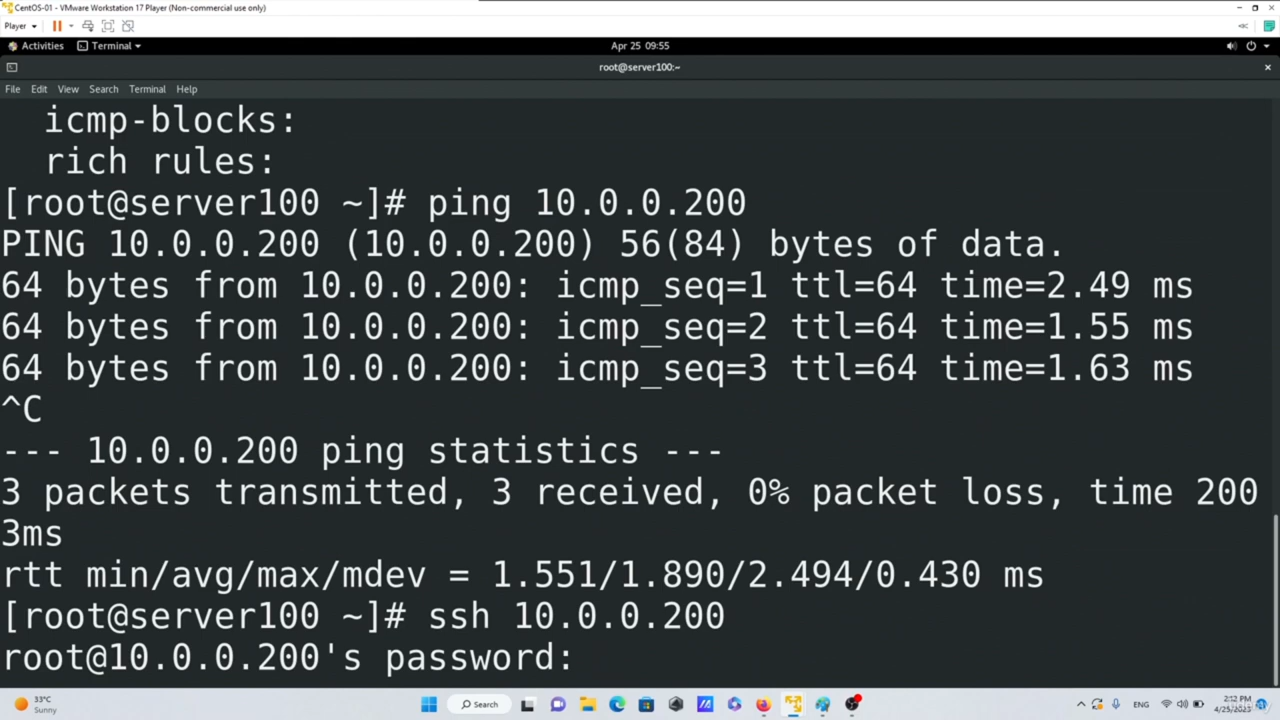 CentOS-01 - VMware Workstation 17 Player (Non-commercial use only)
Player
Activities Terminal Apr 25 09:55
root@server100:~
File Edit View Search Terminal Help
icmp-blocks:
rich rules:
[root@server100 ~]# ping 10.0.0.200
PING 10.0.0.200 (10.0.0.200) 56(84) bytes of data.
64 bytes from 10.0.0.200: icmp_seq=1 ttl=64 time=2.49 ms
64 bytes from 10.0.0.200: icmp_seq=2 ttl=64 time=1.55 ms
64 bytes from 10.0.0.200: icmp_seq=3 ttl=64 time=1.63 ms
^C
--- 10.0.0.200 ping statistics ---
3 packets transmitted, 3 received, 0% packet loss, time 200
3ms
rtt min/avg/max/mdev = 1.551/1.890/2.494/0.430 ms
[root@server100 ~]# ssh 10.0.0.200
root@10.0.0.200's password:
33°C
Sunny
Search
ENG
2:12 PM
4/25/2023